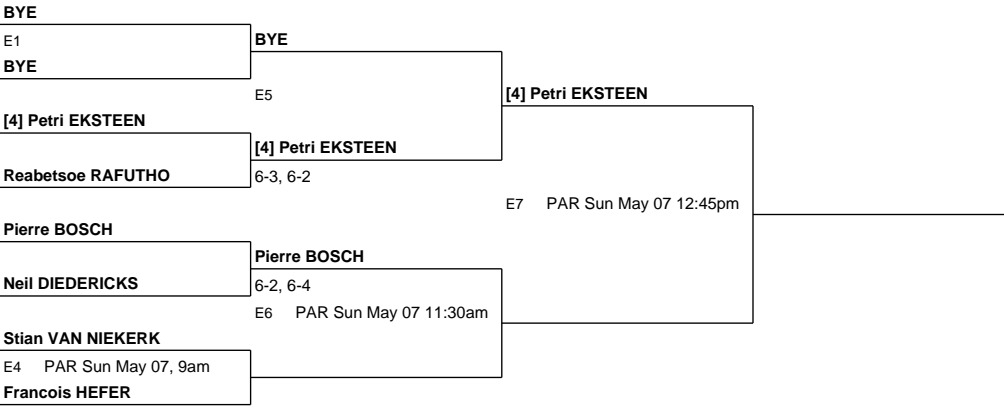 BYE
E1
BYE
BYE
E5
[4] Petri EKSTEEN
[4] Petri EKSTEEN
[4] Petri EKSTEEN
Reabetsoe RAFUTHO
6-3, 6-2
E7 PAR Sun May 07 12:45pm
Pierre BOSCH
Pierre BOSCH
Neil DIEDERICKS
6-2, 6-4
E6 PAR Sun May 07 11:30am
Stian VAN NIEKERK
E4 PAR Sun May 07, 9am
Francois HEFER